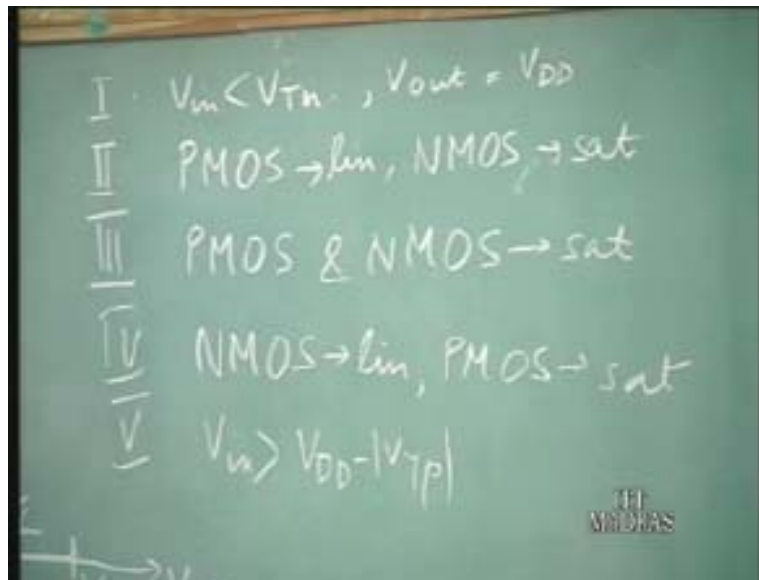 I. Vin < VTn. , Vout = VDD
II PMOS → lin, NMOS → sat
III PMOS & NMOS → sat
IV NMOS → lin, PMOS → sat
V Vin > VDD - |VTp|
IIT
MADRAS